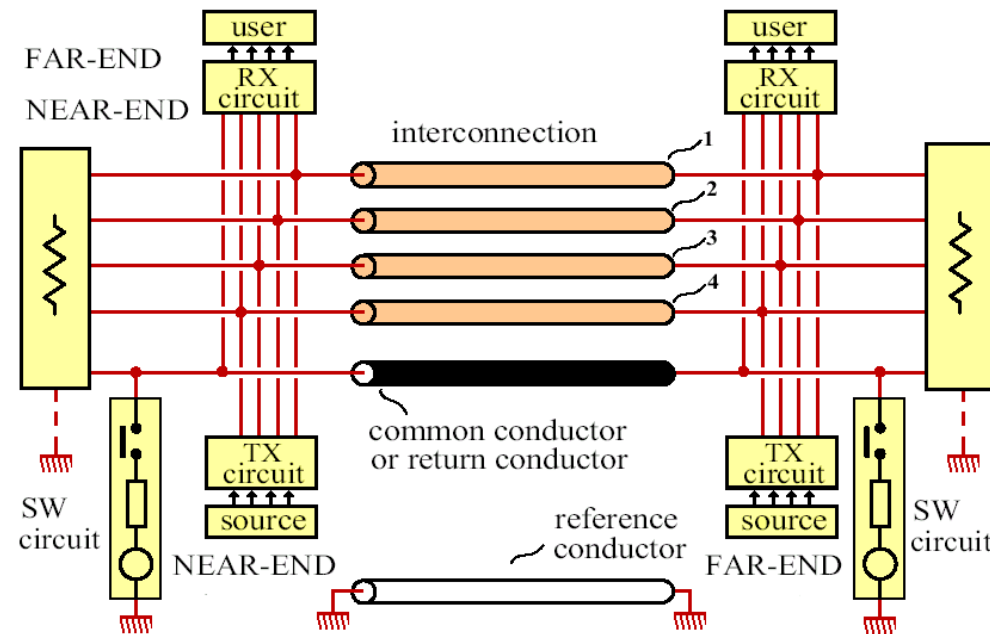 user
user
FAR-END
RX
circuit
RX
circuit
NEAR-END
interconnection
1
2
3
4
common conductor
or return conductor
TX
circuit
TX
circuit
SW
circuit
source
reference
conductor
source
SW
circuit
NEAR-END
FAR-END